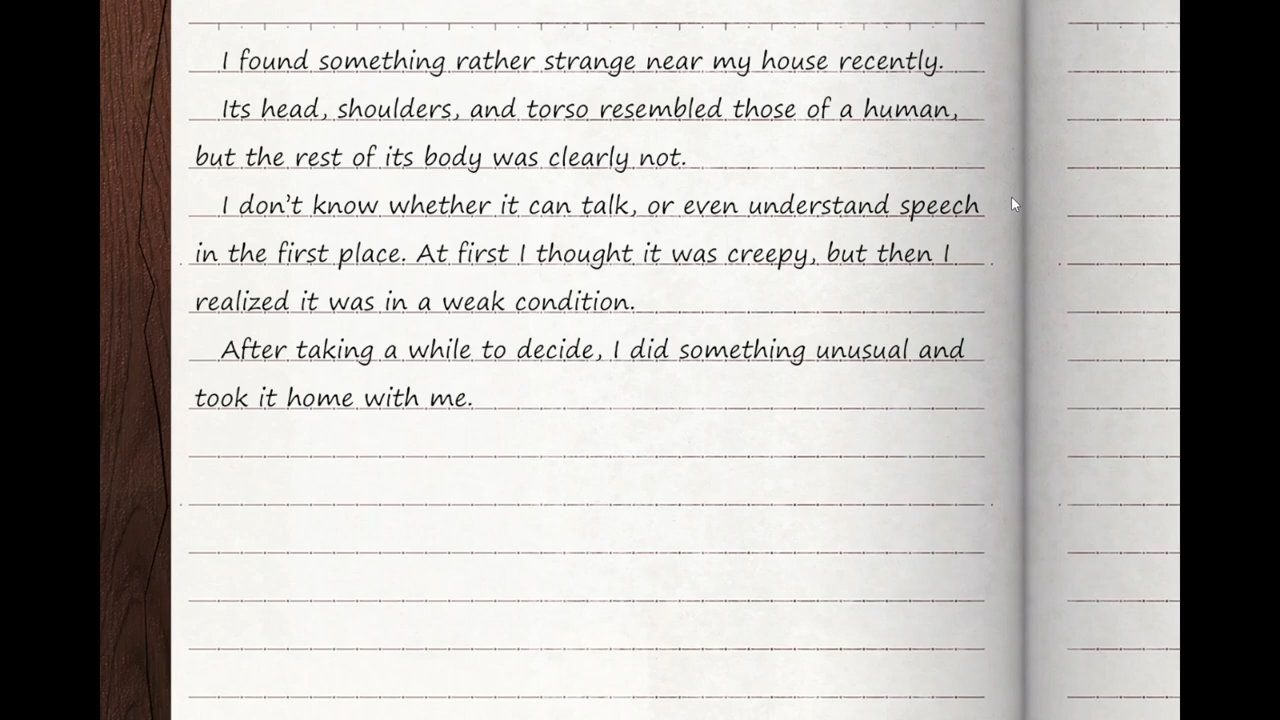 I found something rather strange near my house recently.
Its head, shoulders, and torso resembled those of a human,
but the rest of its body was clearly not.
I don’t know whether it can talk, or even understand speech
in the first place. At first I thought it was creepy, but then I
realized it was in a weak condition.
After taking a while to decide, I did something unusual and
took it home with me.